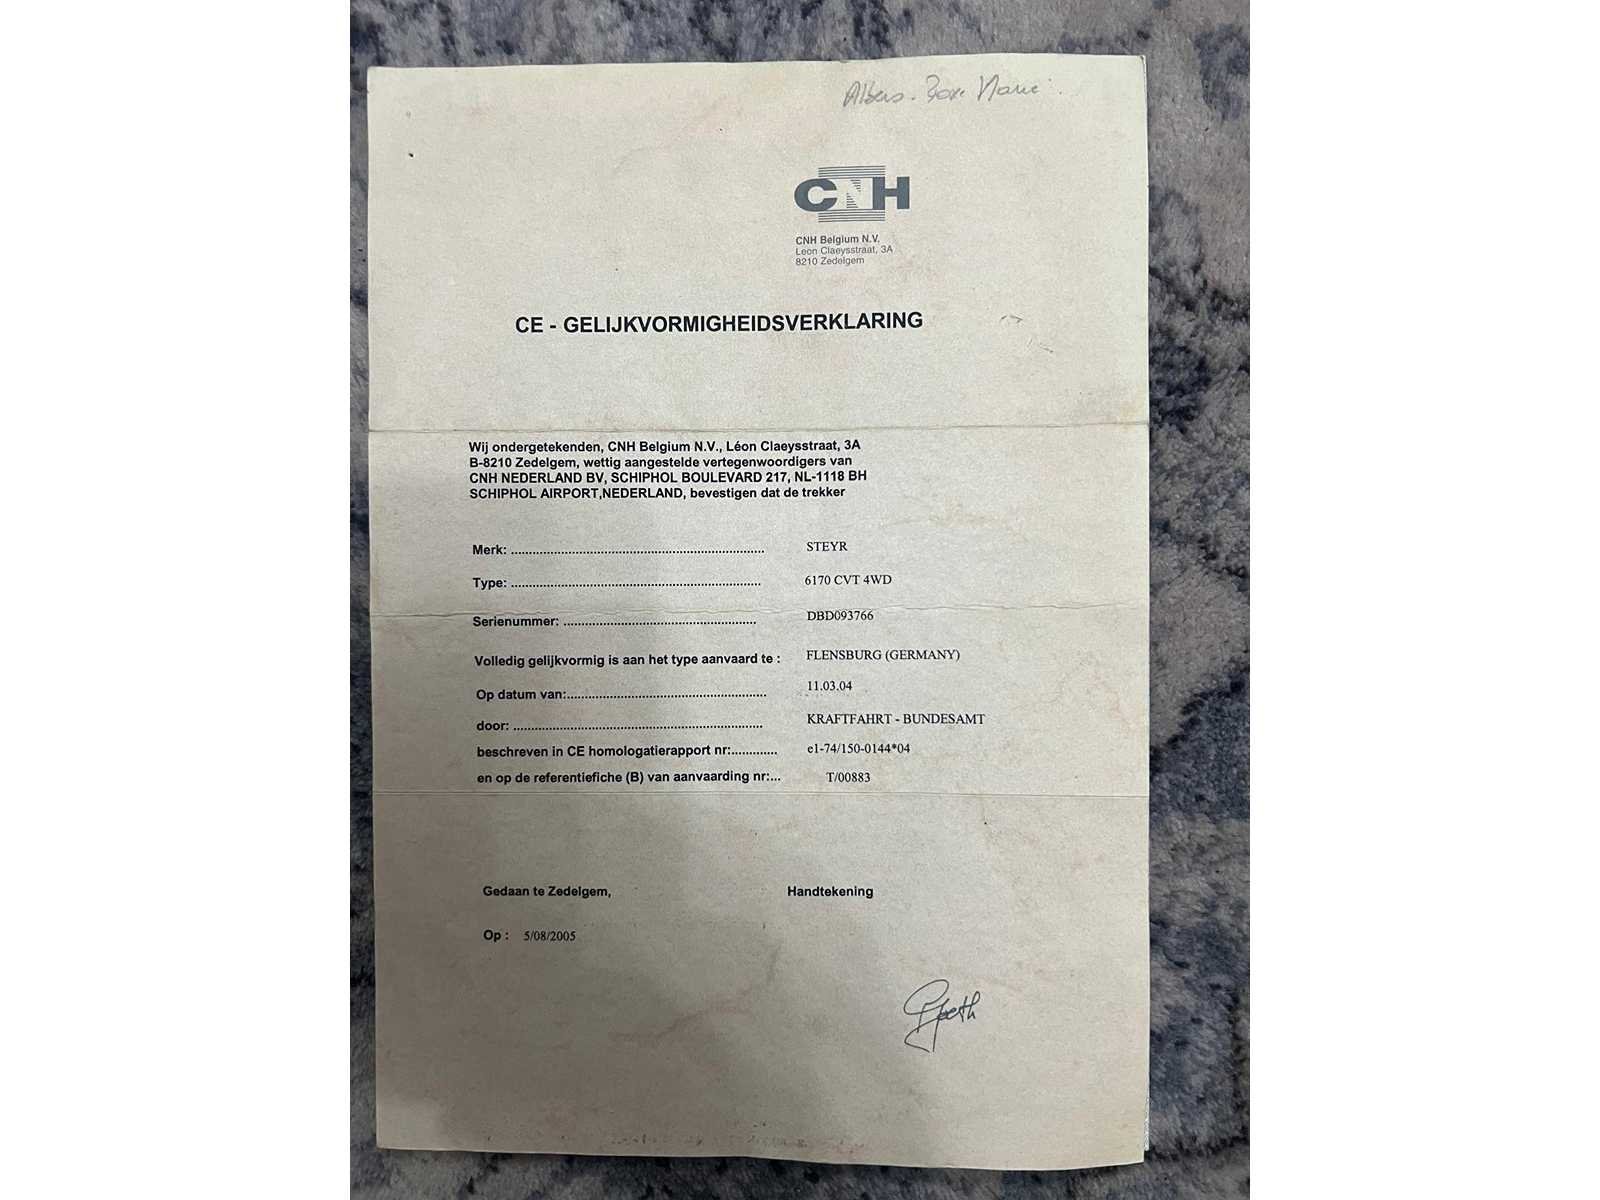 CNH
CNH Belgium N.V.
Leon Claeysstraat, 3A
8210 Zedelgem
CE - GELIJKVORMIGHEIDSVERKLARING
Wij ondergetekenden, CNH Belgium N.V., Léon Claeysstraat, 3A
B-8210 Zedelgem, wettig aangestelde vertegenwoordigers van
CNH NEDERLAND BV, SCHIPHOL BOULEVARD 217, NL-1118 BH
SCHIPHOL AIRPORT,NEDERLAND, bevestigen dat de trekker
Merk: ...................................................................... STEYR
Type: ..................................................................... 6170 CVT 4WD
Serienummer: ..................................................... DBD093766
Volledig gelijkvormig is aan het type aanvaard te : FLENSBURG (GERMANY)
Op datum van:....................................................... 11.03.04
door: ..................................................................... KRAFTFAHRT - BUNDESAMT
beschreven in CE homologatierapport nr:............. e1-74/150-0144*04
en op de referentiefiche (B) van aanvaarding nr:... T/00883
Gedaan te Zedelgem, Handtekening
Op : 5/08/2005